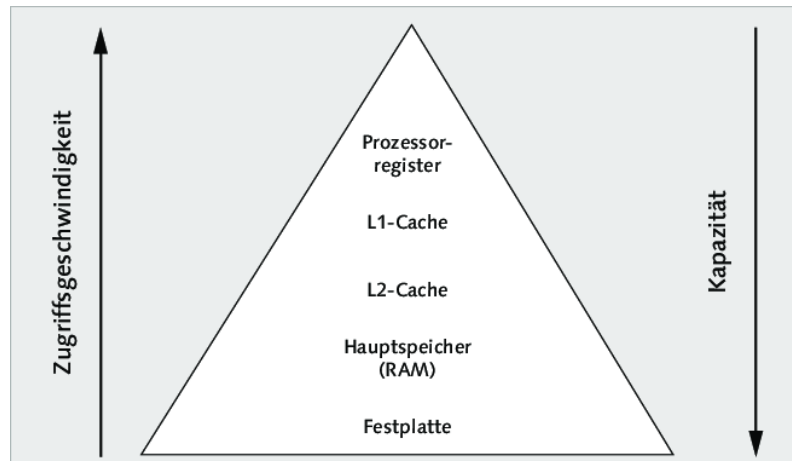 Zugriffsgeschwindigkeit
Prozessor-
register
L1-Cache
L2-Cache
Hauptspeicher
(RAM)
Festplatte
Kapazität